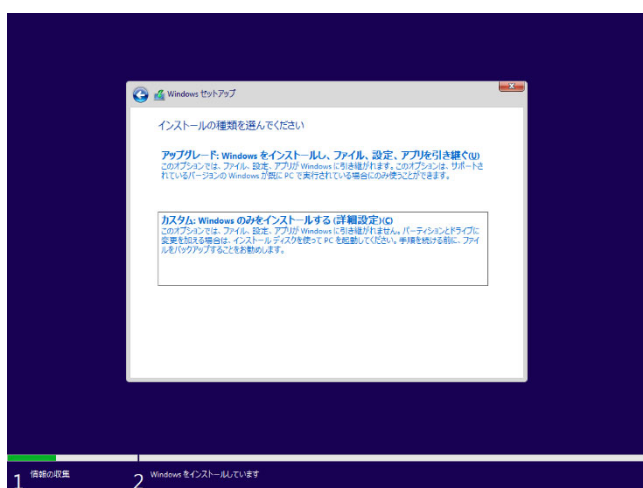 Windows セットアップ
インストールの種類を選んでください
アップグレード: Windows をインストールし、ファイル、設定、アプリを引き継ぐ(U)
このオプションでは、ファイル、設定、アプリが Windows に引き継がれます。このオプションは、サポートさ
れているバージョンの Windows が既に PC で実行されている場合にのみ使うことができます。
カスタム: Windows のみをインストールする (詳細設定)(C)
このオプションでは、ファイル、設定、アプリが Windows に引き継がれません。パーティションとドライブに
変更を加える場合は、インストール ディスクを使って PC を起動してください。手順を続ける前に、ファイ
ルをバックアップすることをお勧めします。
1 情報の収集
2 Windows をインストールしています